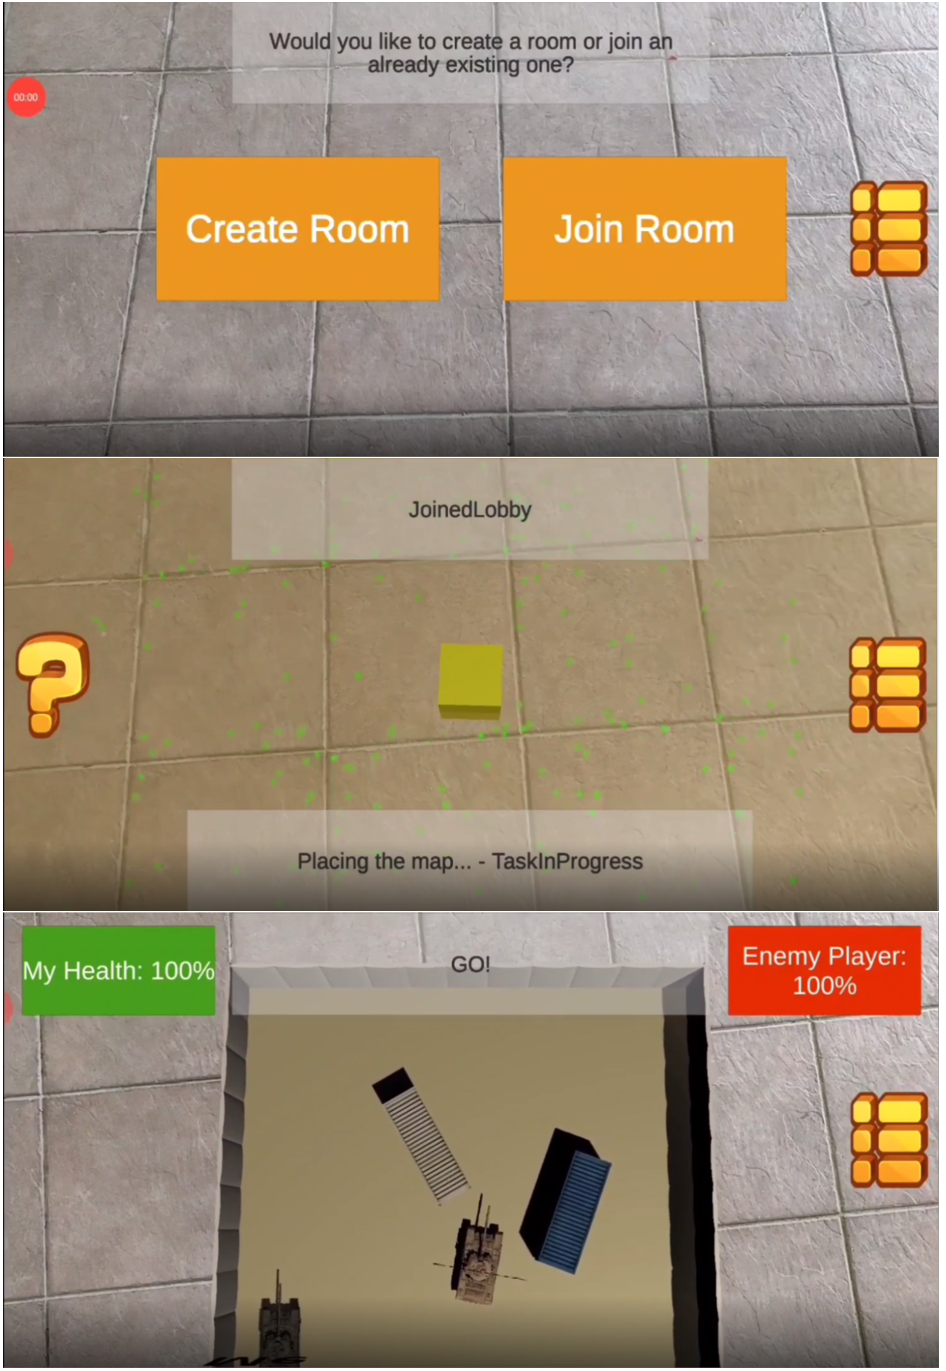 Would you like to create a room or join an
already existing one?
00:00
Create Room
Join Room
JoinedLobby
?
Placing the map... - TaskInProgress
My Health: 100%
GO!
Enemy Player:
100%